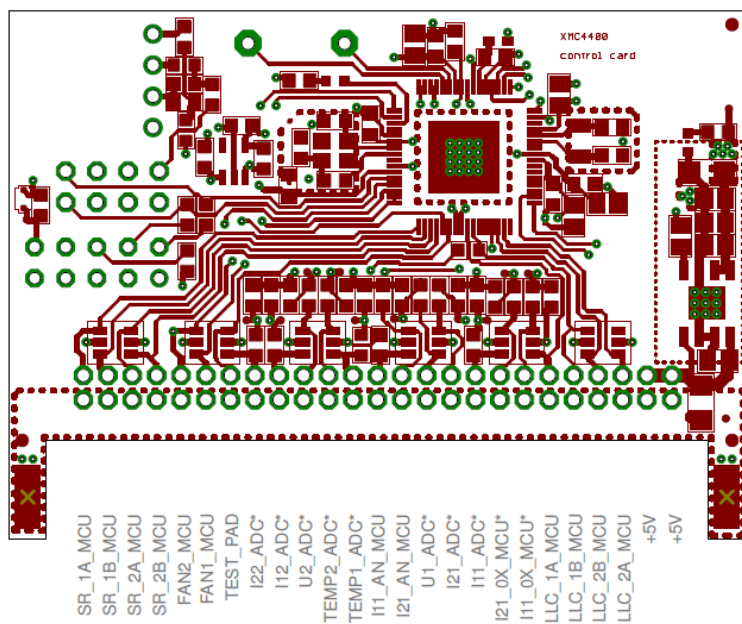 XMC4400
control card
SR_1A_MCU
SR_1B_MCU
SR_2A_MCU
SR_2B_MCU
FAN2_MCU
FAN1_MCU
TEST_PAD
I22_ADC*
I12_ADC*
U2_ADC*
TEMP2_ADC*
TEMP1_ADC*
I11_AN_MCU
I21_AN_MCU
U1_ADC*
I21_ADC*
I11_ADC*
I21_0X_MCU*
I11_0X_MCU*
LLC_1A_MCU
LLC_1B_MCU
LLC_2B_MCU
LLC_2A_MCU
+5V
+5V